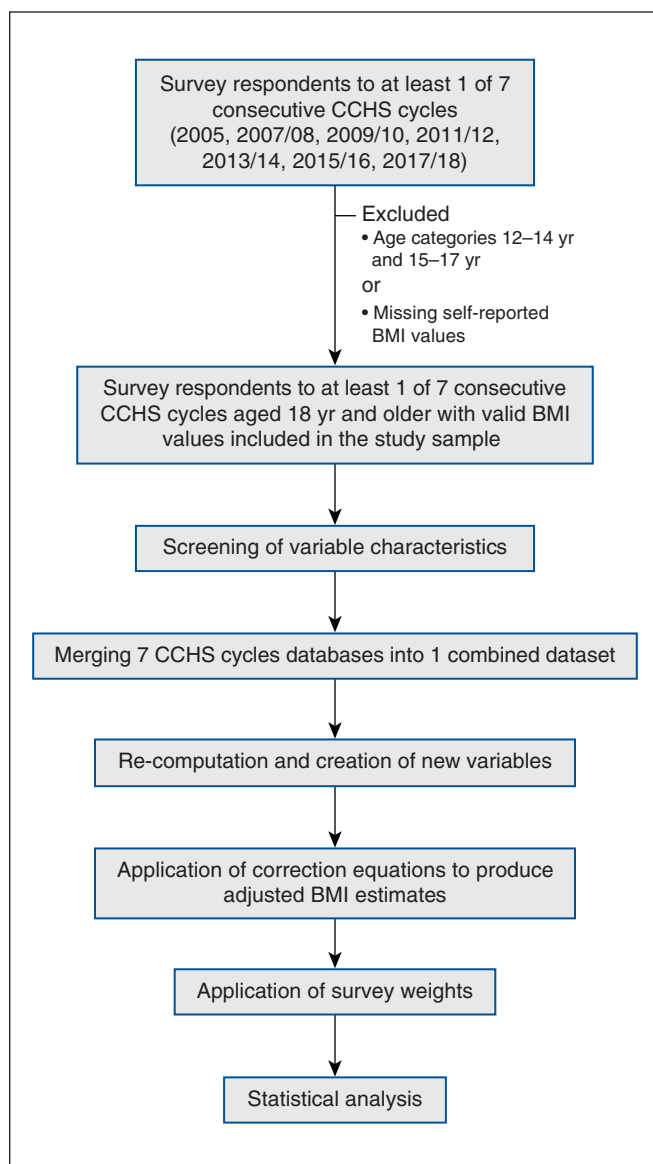 Survey respondents to at least 1 of 7
consecutive CCHS cycles
(2005, 2007/08, 2009/10, 2011/12,
2013/14, 2015/16, 2017/18)
Excluded
• Age categories 12–14 yr
and 15–17 yr
or
• Missing self-reported
BMI values
Survey respondents to at least 1 of 7 consecutive
CCHS cycles aged 18 yr and older with valid BMI
values included in the study sample
Screening of variable characteristics
Merging 7 CCHS cycles databases into 1 combined dataset
Re-computation and creation of new variables
Application of correction equations to produce
adjusted BMI estimates
Application of survey weights
Statistical analysis